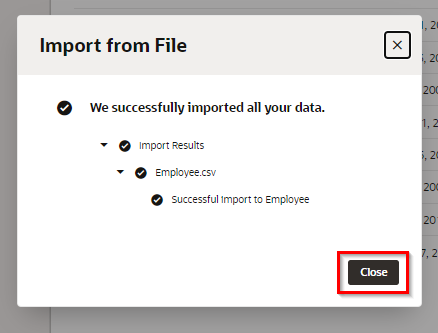 Import from File
We successfully imported all your data.
Import Results
Employee.csv
Successful Import to Employee
Close